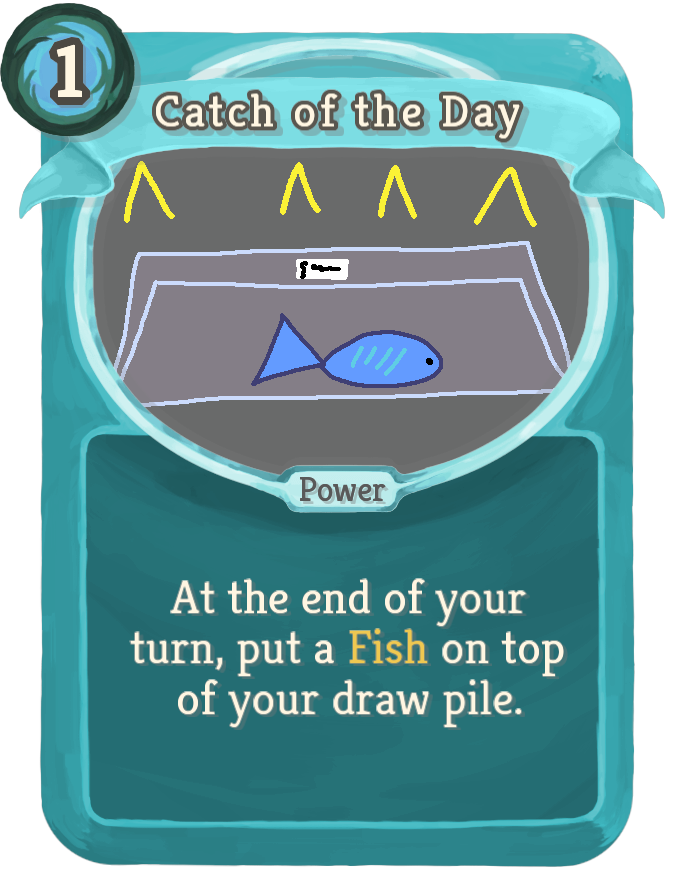 1
Catch of the Day
Power
At the end of your
turn, put a Fish on top
of your draw pile.